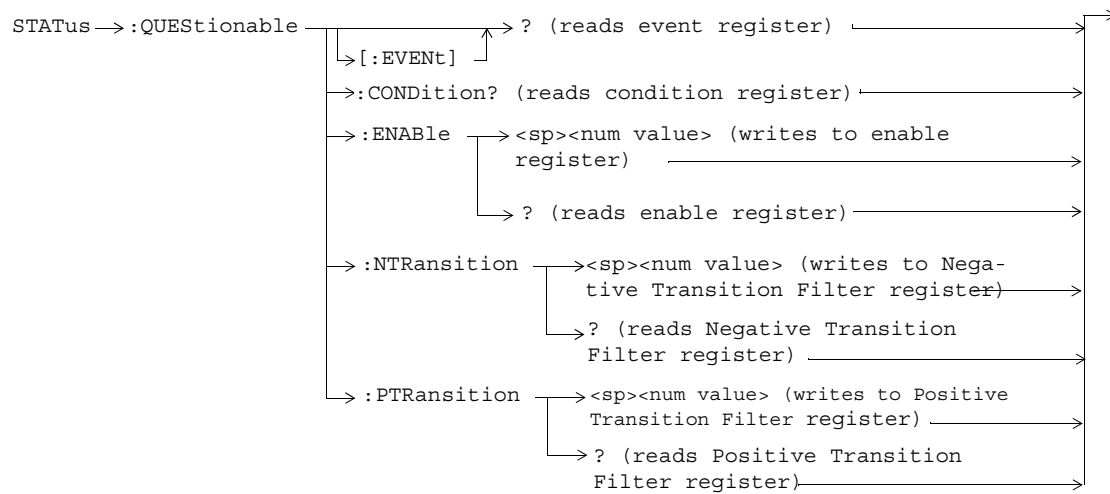 STATus :QUEStionable ? (reads event register)
[:EVENt]
:CONDition? (reads condition register)
:ENABle <sp><num value> (writes to enable
register)
? (reads enable register)
:NTRansition <sp><num value> (writes to Nega-
tive Transition Filter register)
? (reads Negative Transition
Filter register)
:PTRansition <sp><num value> (writes to Positive
Transition Filter register)
? (reads Positive Transition
Filter register)